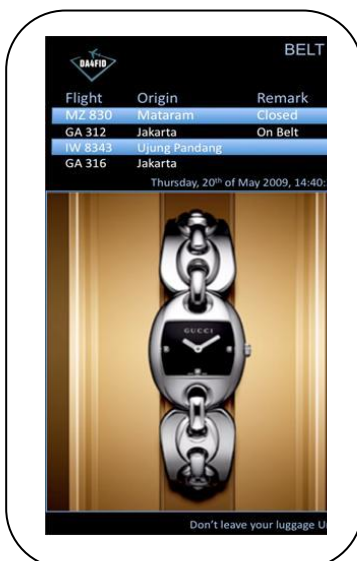 DA4FID
BELT
Flight Origin Remark
MZ 830 Mataram Closed
GA 312 Jakarta On Belt
IW 8343 Ujung Pandang
GA 316 Jakarta
Thursday, 20th of May 2009, 14:40:
GUCCI
Don't leave your luggage